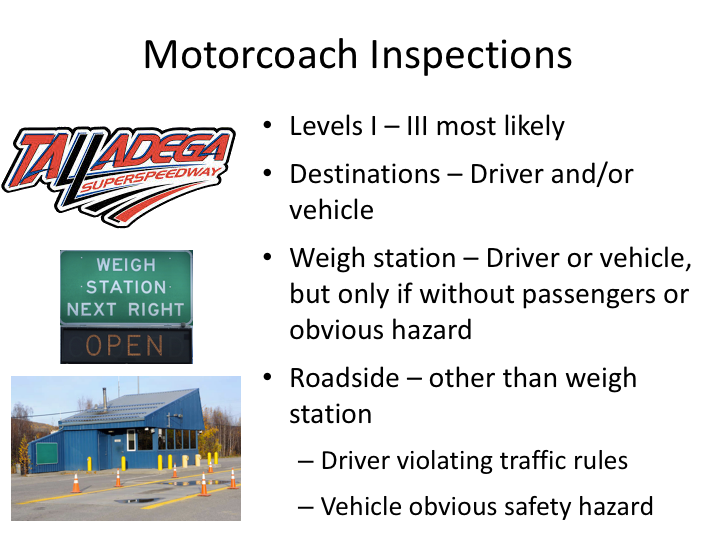 Motorcoach Inspections
TALLADEGA
SUPERSPEEDWAY
WEIGH
STATION
NEXT RIGHT
OPEN
• Levels I – III most likely
• Destinations – Driver and/or
vehicle
• Weigh station – Driver or vehicle,
but only if without passengers or
obvious hazard
• Roadside – other than weigh
station
– Driver violating traffic rules
– Vehicle obvious safety hazard